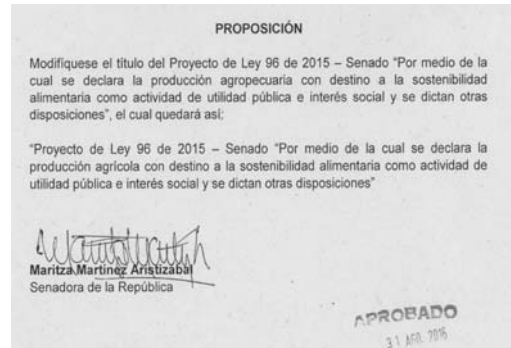 PROPOSICIÓN
Modifíquese el título del Proyecto de Ley 96 de 2015 – Senado "Por medio de la
cual se declara la producción agropecuaria con destino a la sostenibilidad
alimentaria como actividad de utilidad pública e interés social y se dictan otras
disposiciones", el cual quedará así:
"Proyecto de Ley 96 de 2015 – Senado "Por medio de la cual se declara la
producción agrícola con destino a la sostenibilidad alimentaria como actividad de
utilidad pública e interés social y se dictan otras disposiciones"
Maritza Martínez Aristizábal
Senadora de la República
APROBADO
31 AGO. 2016